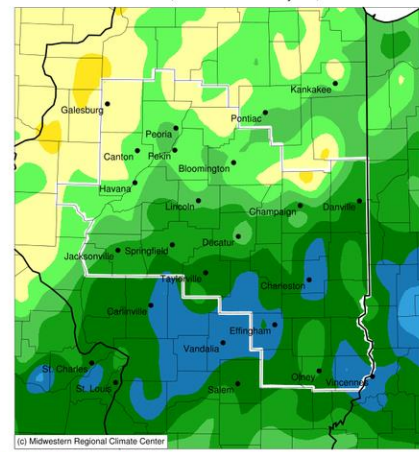 Kankakee
Galesburg
Pontiac
Peoria
Canton
Pekin
Bloomington
Havana
Lincoln
Champaign
Danville
Decatur
Springfield
Jacksonville
Taylorville
Charleston
Carlinville
Effingham
Vandalia
St. Charles
Olney
Vincennes
St. Louis
Salem
(c) Midwestern Regional Climate Center